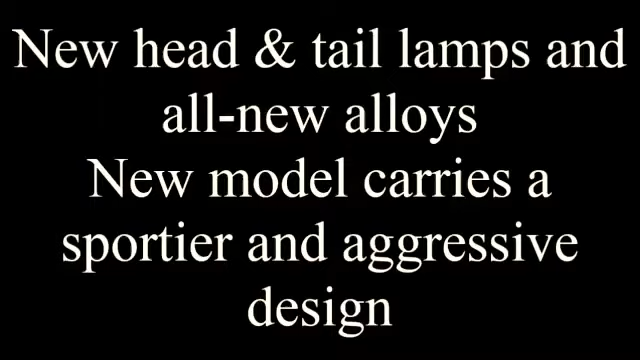 New head & tail lamps and
all-new alloys
New model carries a
sportier and aggressive
design